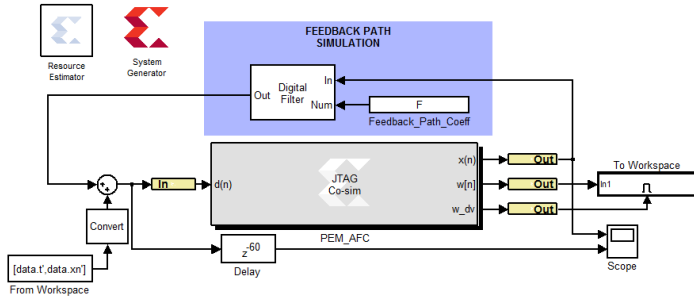 FEEDBACK PATH
SIMULATION
Resource
Estimator
System
Generator
In
Out
Digital
Filter
Num
F
Feedback_Path_Coeff
In
d(n)
JTAG
Co-sim
x(n)
Out
w[n]
Out
w_dv
Out
To Workspace
In1
Convert
PEM_AFC
z-60
Delay
Scope
[data.t',data.xn']
From Workspace